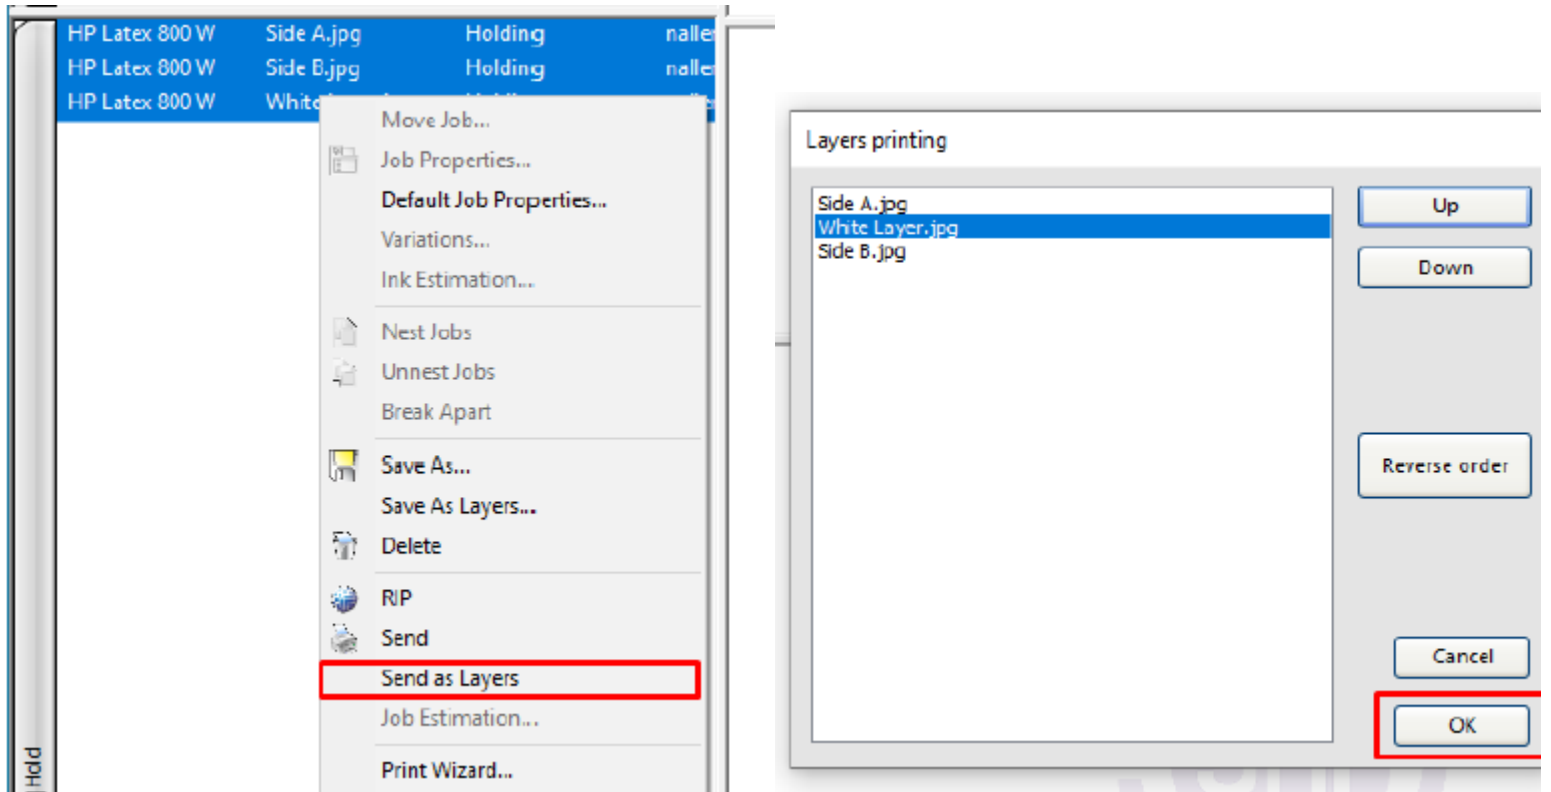 HP Latex 800 W Side A.jpg Holding
HP Latex 800 W Side B.jpg Holding
HP Latex 800 W White
Move Job...
Job Properties...
Default Job Properties...
Variations...
Ink Estimation...
Nest Jobs
Unnest Jobs
Break Apart
Save As...
Save As Layers...
Delete
RIP
Send
Send as Layers
Job Estimation...
Print Wizard...
Hold
Layers printing
Side A.jpg
White Layer.jpg
Side B.jpg
Up
Down
Reverse order
Cancel
OK